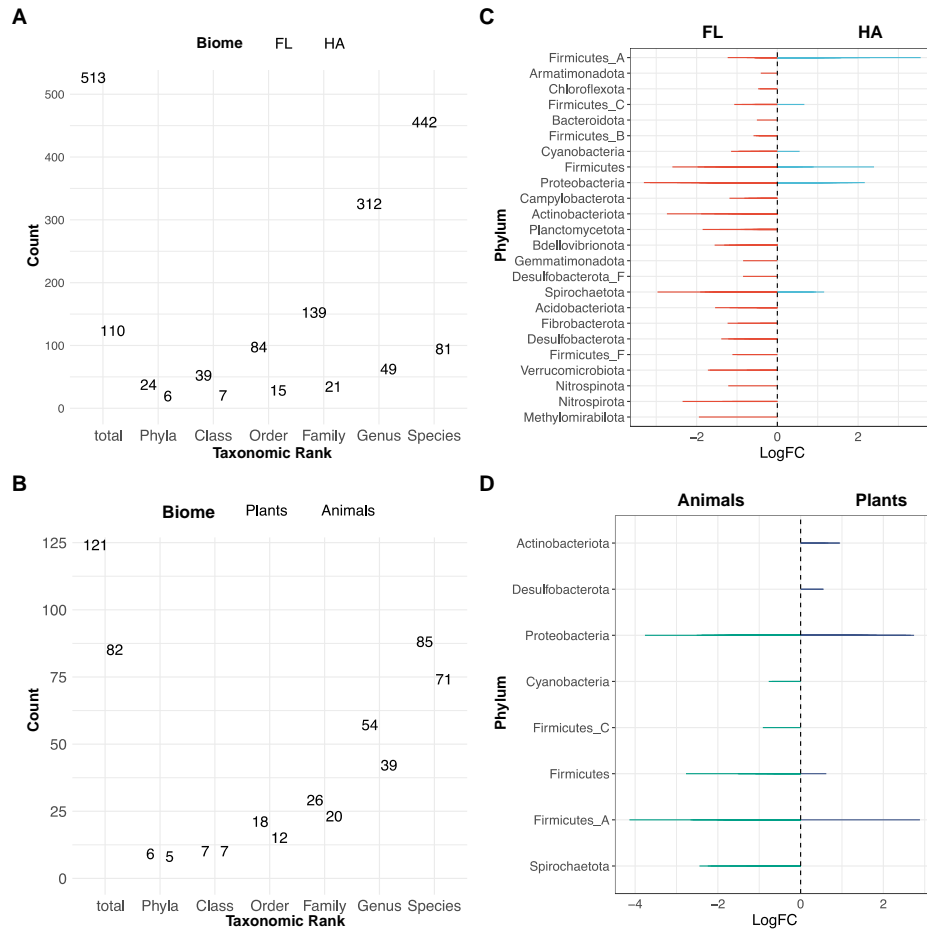 A
Biome FL HA
Count
500
400
300
200
100
0
513
110
24
6
39
7
84
15
139
21
312
49
442
81
total Phyla Class Order Family Genus Species
Taxonomic Rank
B
Biome Plants Animals
Count
125
100
75
50
25
0
121
82
6
5
7
7
18
12
26
20
54
39
85
71
total Phyla Class Order Family Genus Species
Taxonomic Rank
C
FL HA
Phylum
Firmicutes_A
Armatimonadota
Chloroflexota
Firmicutes_C
Bacteroidota
Firmicutes_B
Cyanobacteria
Firmicutes
Proteobacteria
Campylobacterota
Actinobacteriota
Planctomycetota
Bdellovibrionota
Gemmatimonadota
Desulfobacterota_F
Spirochaetota
Acidobacteriota
Fibrobacterota
Desulfobacterota
Firmicutes_F
Verrucomicrobiota
Nitrospinota
Nitrospirota
Methylomirabilota
−2 0 2
LogFC
D
Animals Plants
Phylum
Actinobacteriota
Desulfobacterota
Proteobacteria
Cyanobacteria
Firmicutes_C
Firmicutes
Firmicutes_A
Spirochaetota
−4 −2 0 2
LogFC